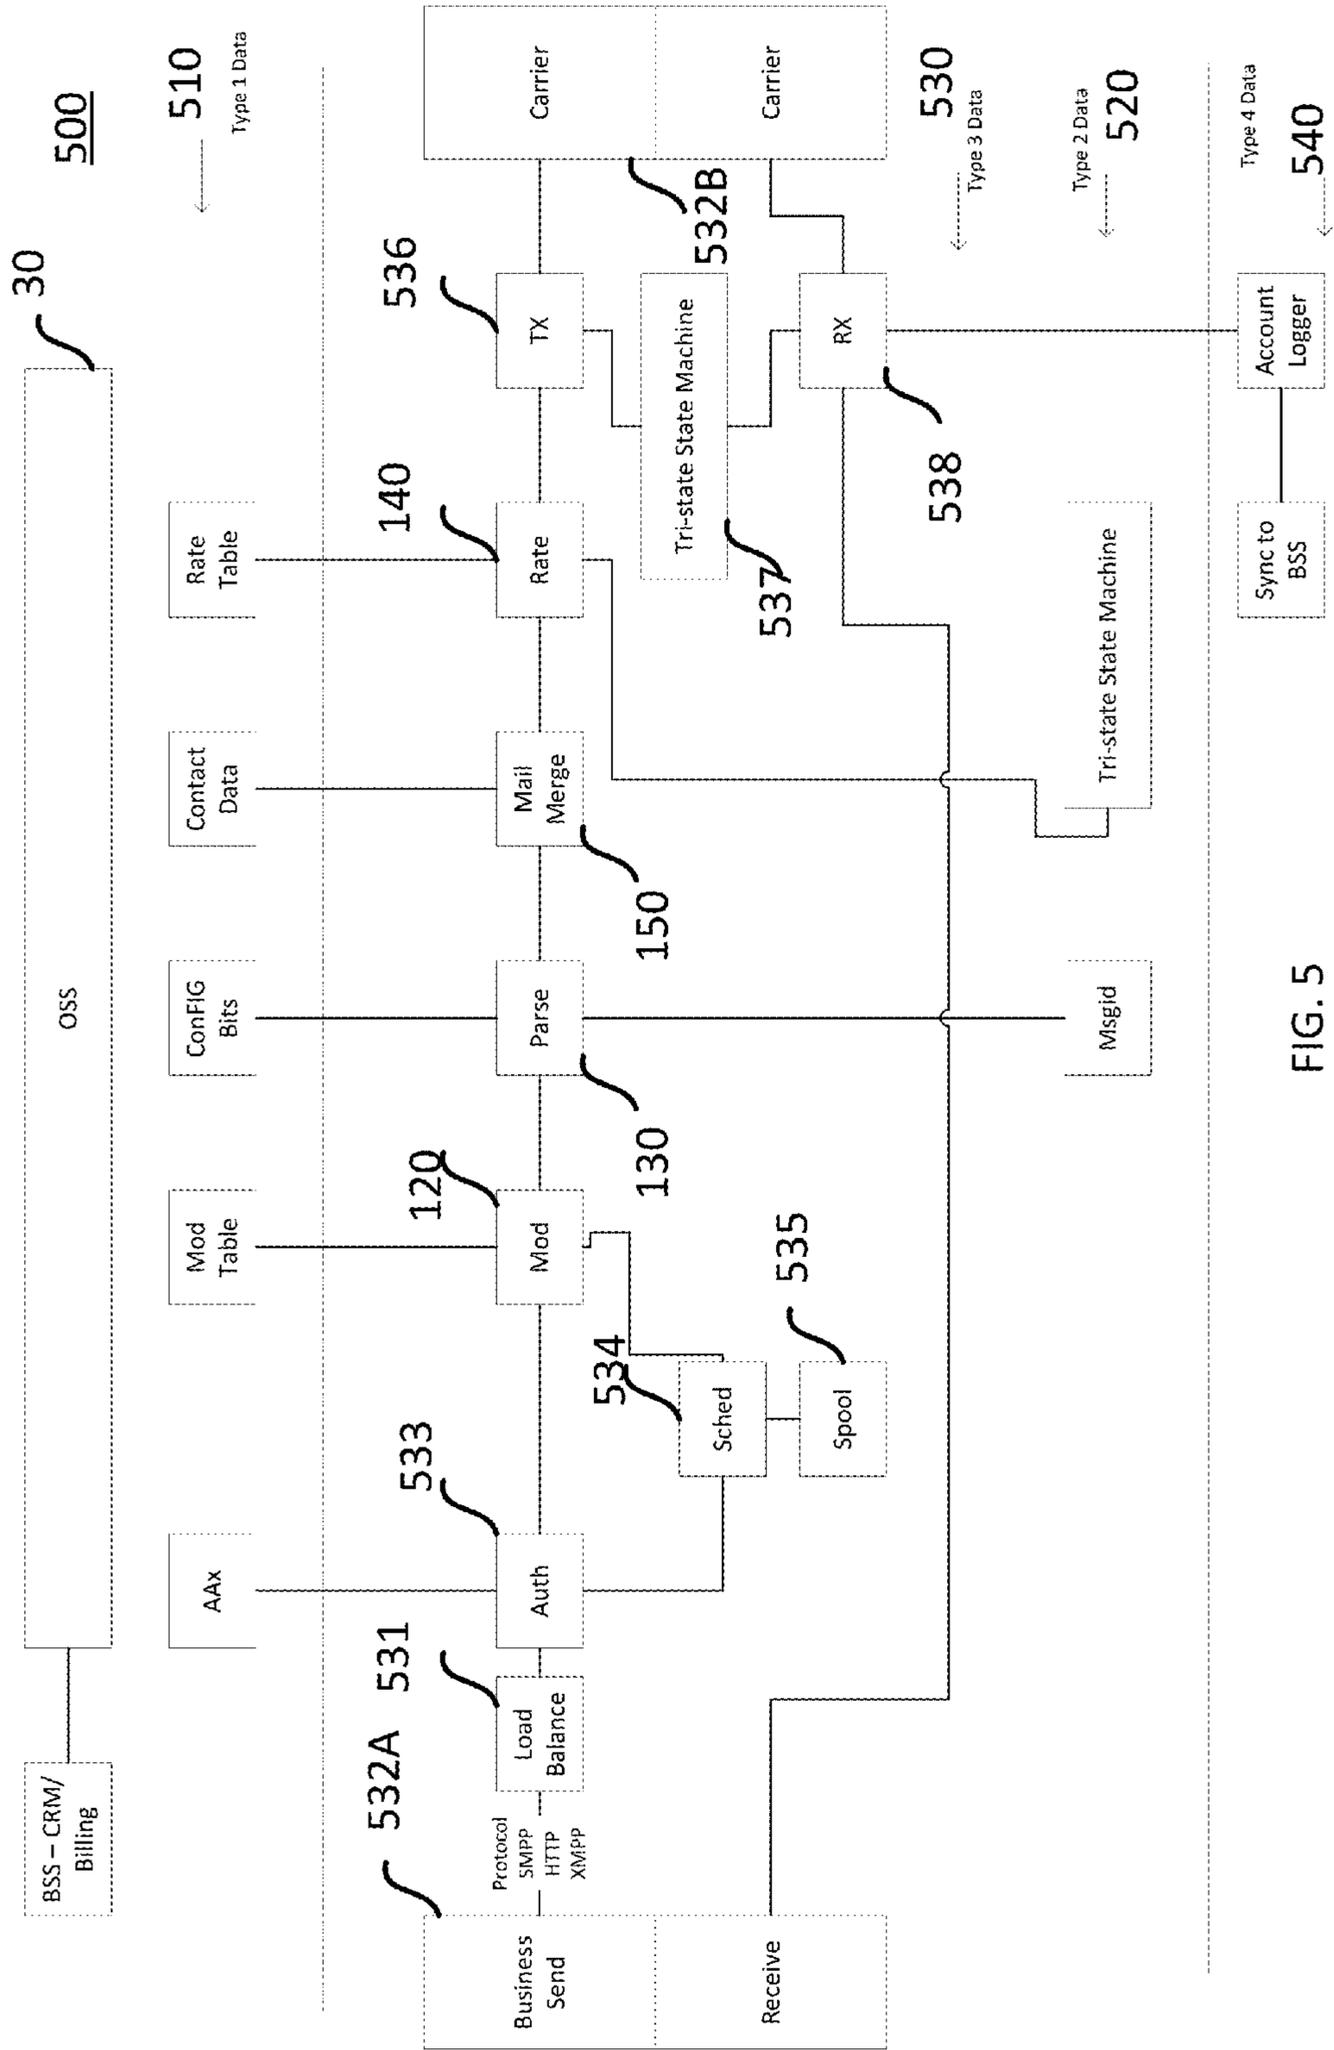 500
30
BSS – CRM/
Billing
OSS
510
Type 1 Data
AAx
Mod
Table
ConFIG
Bits
Contact
Data
Rate
Table
532A
531
533
120
140
536
Business
Send
Protocol
SMPP
HTTP
XMPP
Load
Balance
Auth
Mod
Parse
Mail
Merge
Rate
TX
Carrier
534
130
150
532B
Sched
Tri-state State Machine
535
537
Receive
Spool
RX
Carrier
538
530
Type 3 Data
Msgid
Tri-state State Machine
Type 2 Data
520
Sync to
BSS
Account
Logger
Type 4 Data
540
FIG. 5